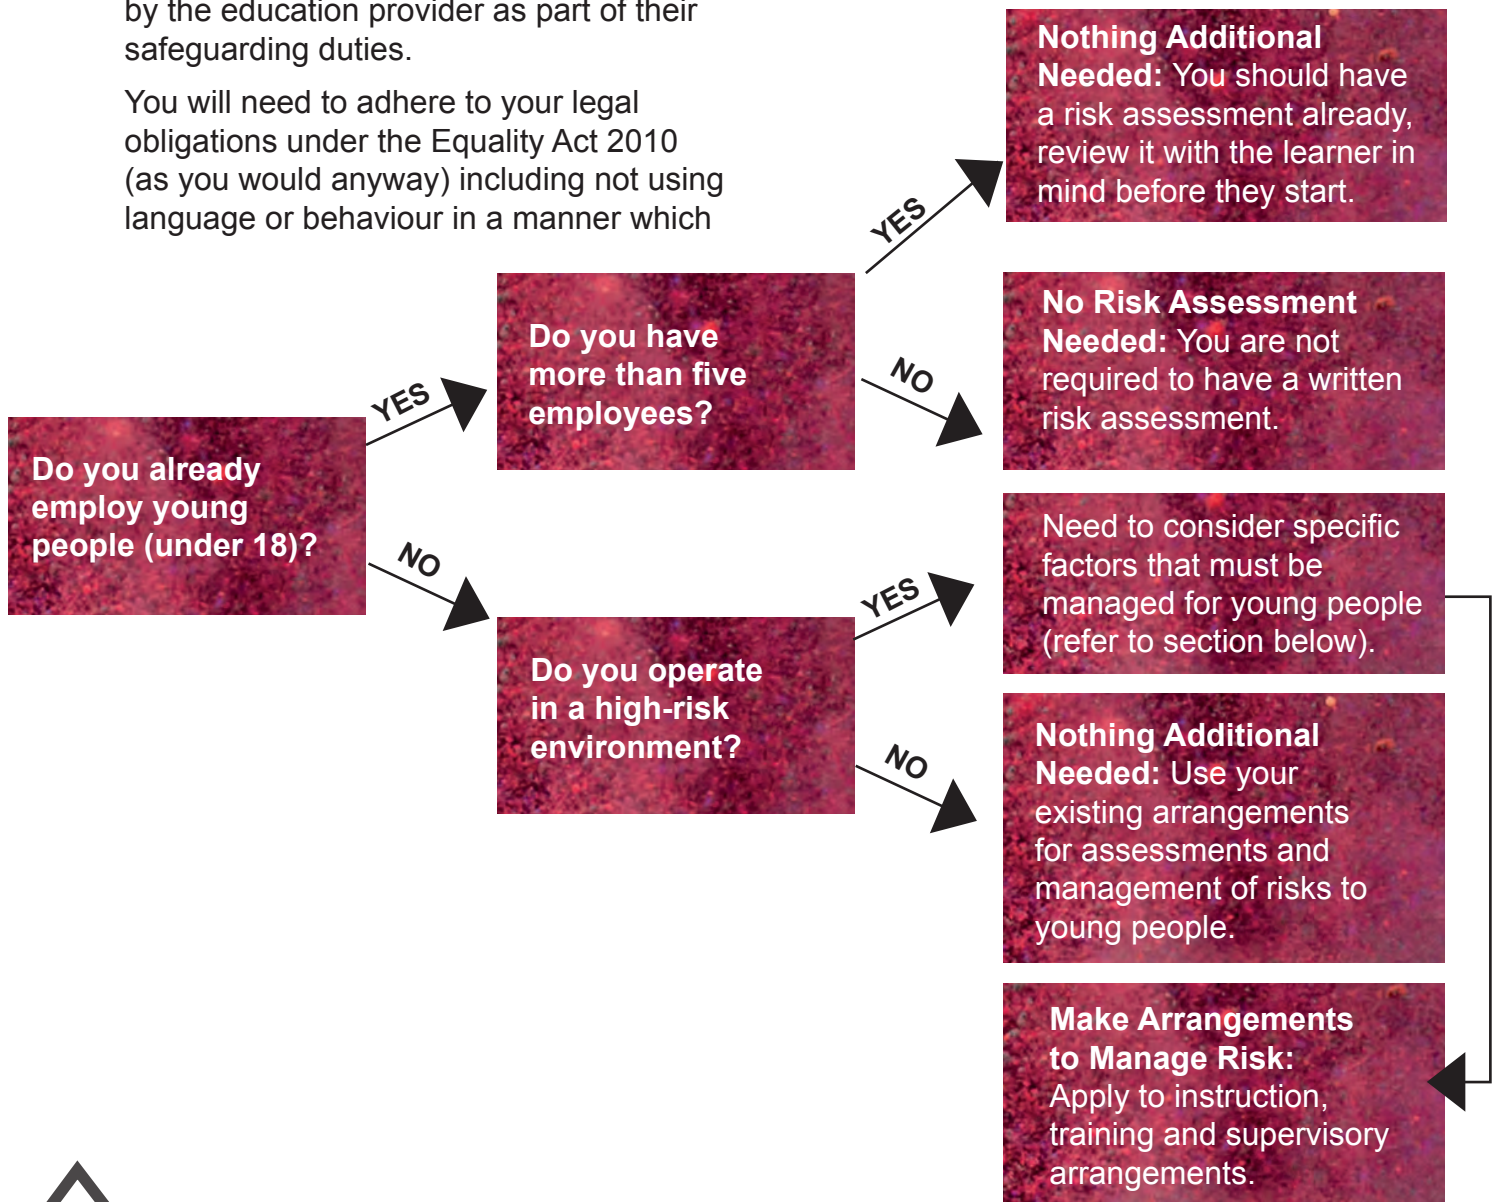 by the education provider as part of their
safeguarding duties.
You will need to adhere to your legal
obligations under the Equality Act 2010
(as you would anyway) including not using
language or behaviour in a manner which
Do you already
employ young
people (under 18)?
YES
NO
Do you have
more than five
employees?
YES
NO
Nothing Additional
Needed: You should have
a risk assessment already,
review it with the learner in
mind before they start.
No Risk Assessment
Needed: You are not
required to have a written
risk assessment.
Do you operate
in a high-risk
environment?
YES
NO
Need to consider specific
factors that must be
managed for young people
(refer to section below).
Nothing Additional
Needed: Use your
existing arrangements
for assessments and
management of risks to
young people.
Make Arrangements
to Manage Risk:
Apply to instruction,
training and supervisory
arrangements.